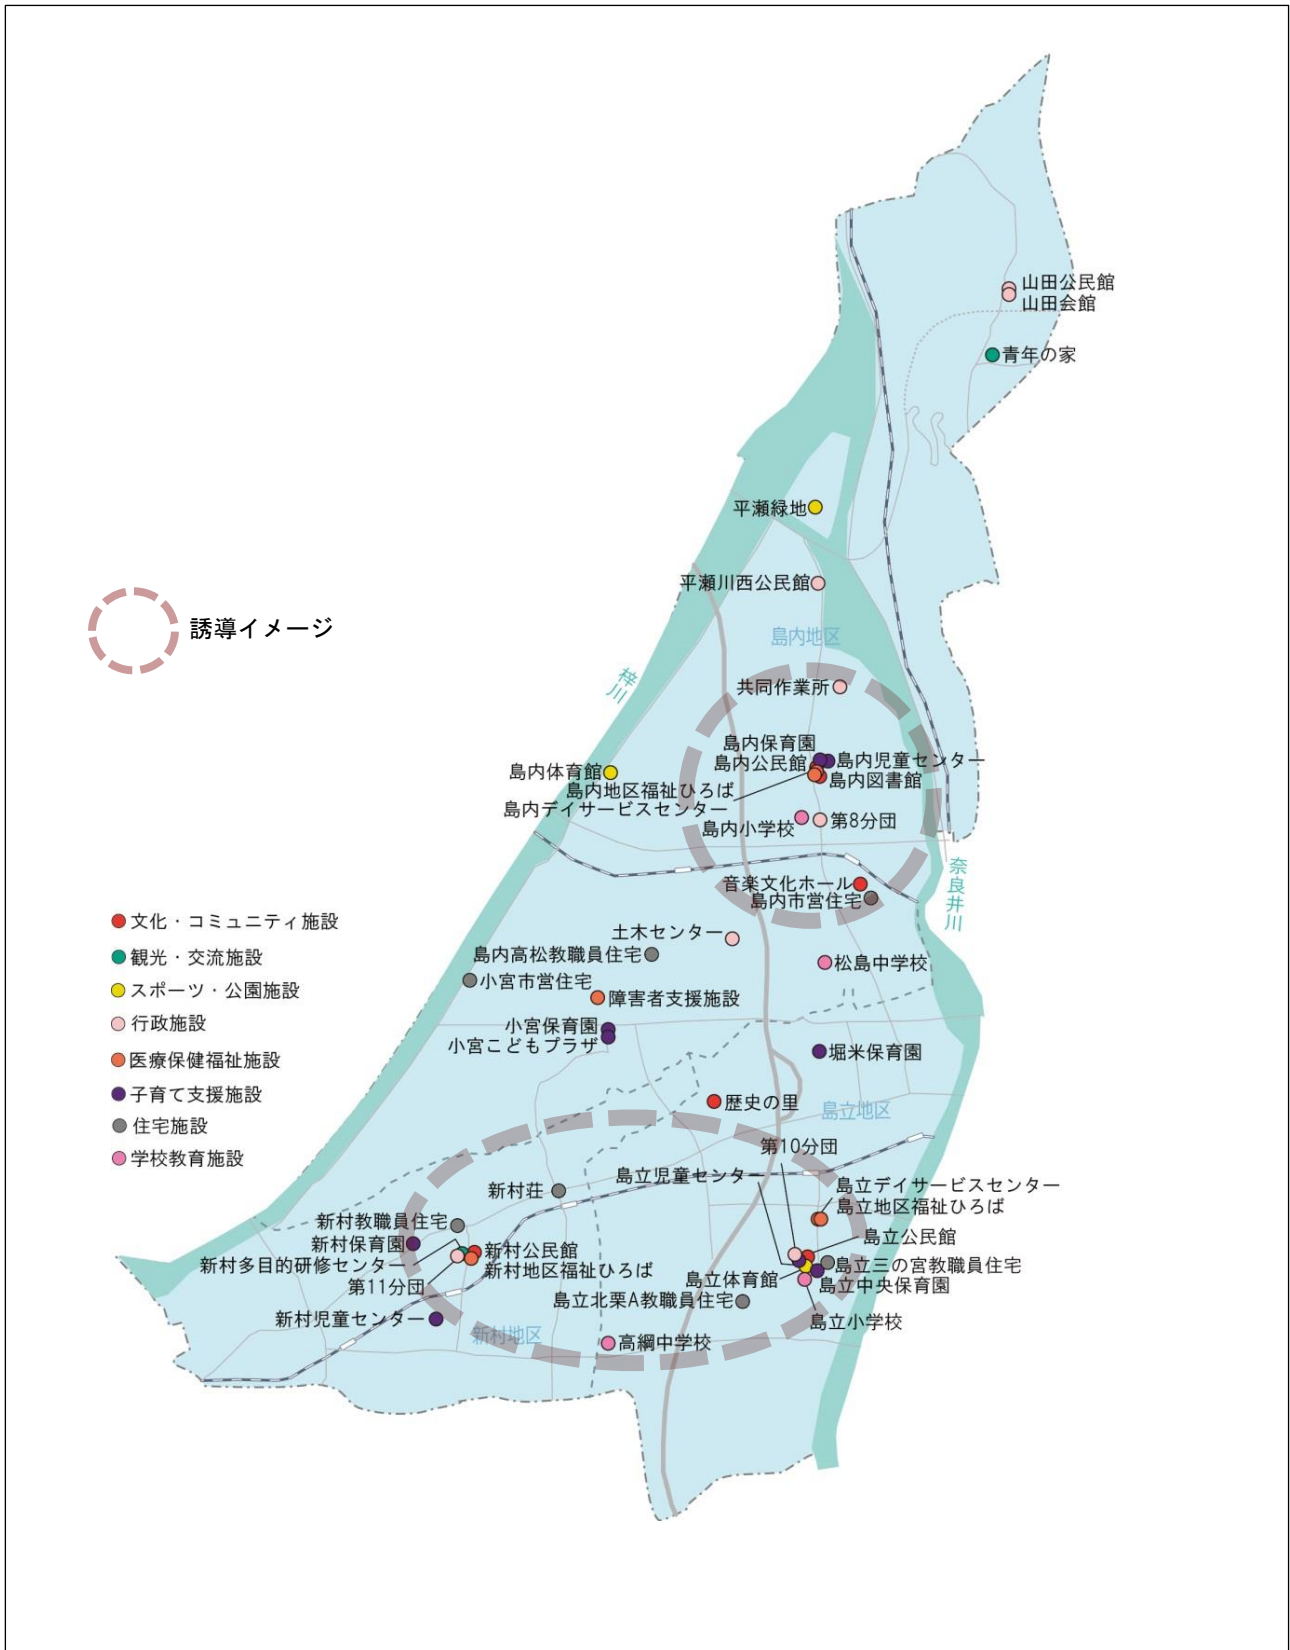 山田公民館
山田会館
青年の家
平瀬緑地
平瀬川西公民館
誘導イメージ
島内地区
梓川
共同作業所
島内保育園
島内公民館
島内児童センター
島内体育館
島内図書館
島内地区福祉ひろば
島内デイサービスセンター
島内小学校
第8分団
奈良井川
音楽文化ホール
島内市営住宅
文化・コミュニティ施設
観光・交流施設
スポーツ・公園施設
行政施設
医療保健福祉施設
子育て支援施設
住宅施設
学校教育施設
土木センター
島内高松教職員住宅
松島中学校
小宮市営住宅
障害者支援施設
小宮保育園
小宮こどもプラザ
堀米保育園
歴史の里
島立地区
第10分団
島立児童センター
新村荘
島立デイサービスセンター
島立地区福祉ひろば
新村教職員住宅
島立公民館
新村保育園
新村公民館
新村多目的研修センター
新村地区福祉ひろば
島立三の宮教職員住宅
島立体育館
第11分団
島立中央保育園
島立北栗A教職員住宅
新村児童センター
島立小学校
新村地区
高綱中学校